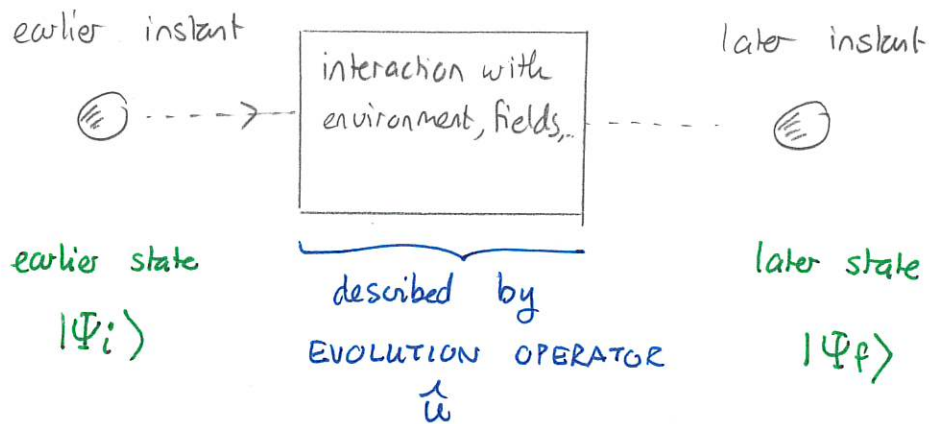 earlier instant
later instant
interaction with
environment, fields,..
earlier state
later state
described by
EVOLUTION OPERATOR
û
|Ψi⟩
|Ψf⟩